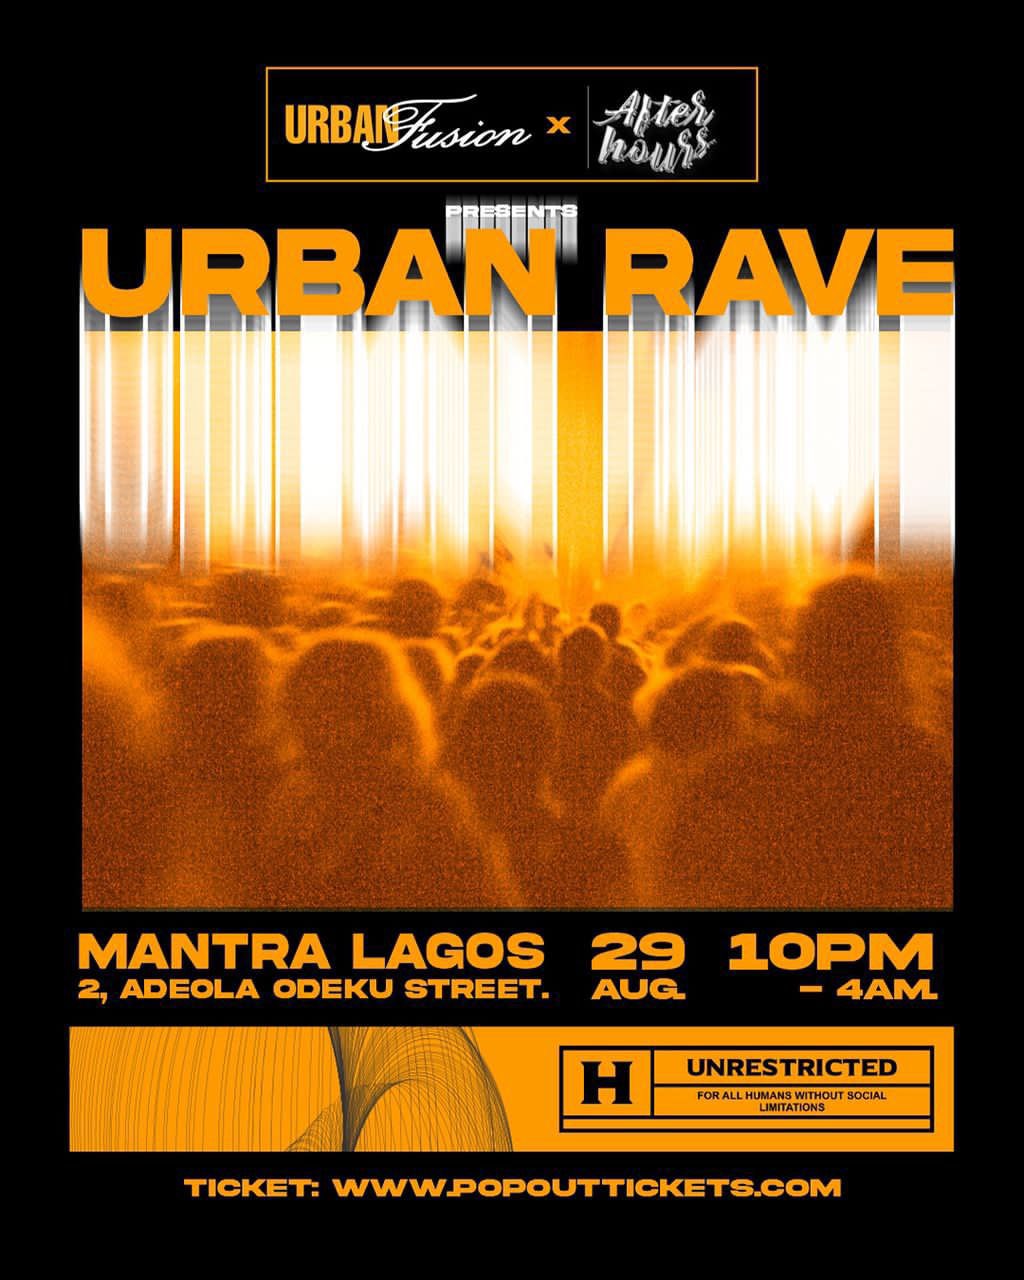 URBAN Fusion x After hours
PRESENTS
URBAN RAVE
MANTRA LAGOS
2, ADEOLA ODEKU STREET.
29
AUG.
10PM
– 4AM.
H
UNRESTRICTED
FOR ALL HUMANS WITHOUT SOCIAL
LIMITATIONS
TICKET: WWW.POPOUTTICKETS.COM